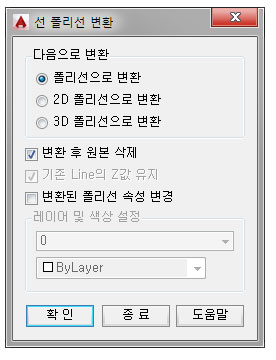 선 폴리선 변환
다음으로 변환
폴리선으로 변환
2D 폴리선으로 변환
3D 폴리선으로 변환
변환 후 원본 삭제
기존 Line의 Z값 유지
변환된 폴리선 속성 변경
레이어 및 색상 설정
0
ByLayer
확 인 종 료 도움말